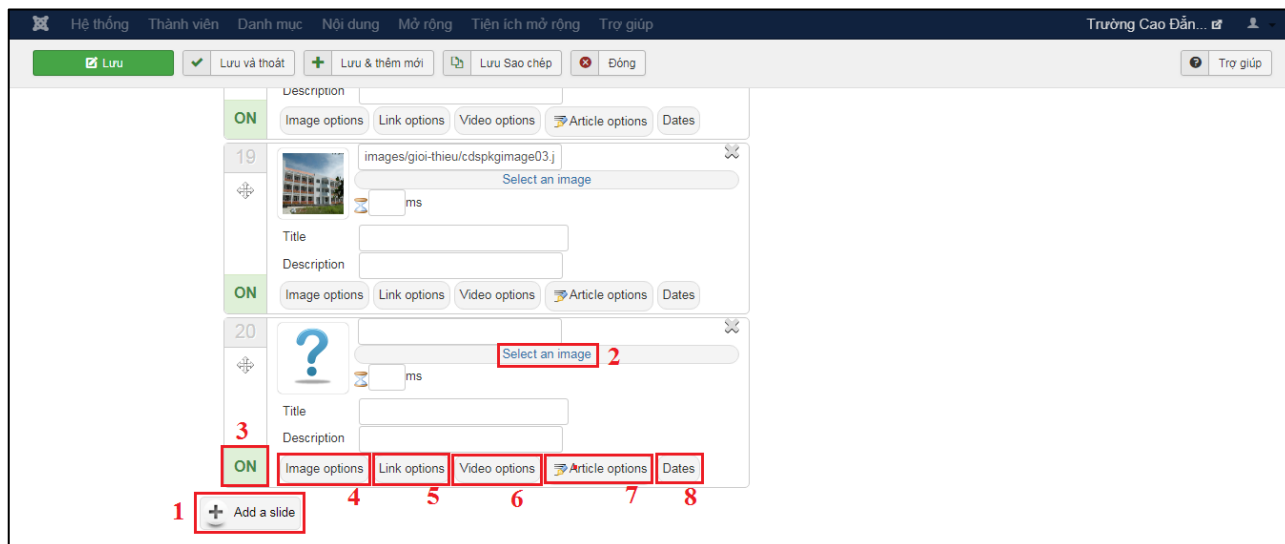 Hệ thống Thành viên Danh mục Nội dung Mở rộng Tiện ích mở rộng Trợ giúp Trường Cao Đẳn...
Lưu Lưu và thoát Lưu & thêm mới Lưu Sao chép Đóng Trợ giúp
Description
ON Image options Link options Video options Article options Dates
19 images/gioi-thieu/cdspkgimage03.j
Select an image
ms
Title
Description
ON Image options Link options Video options Article options Dates
20
Select an image 2
ms
Title
3 Description
ON Image options Link options Video options Article options Dates
4 5 6 7 8
1 Add a slide